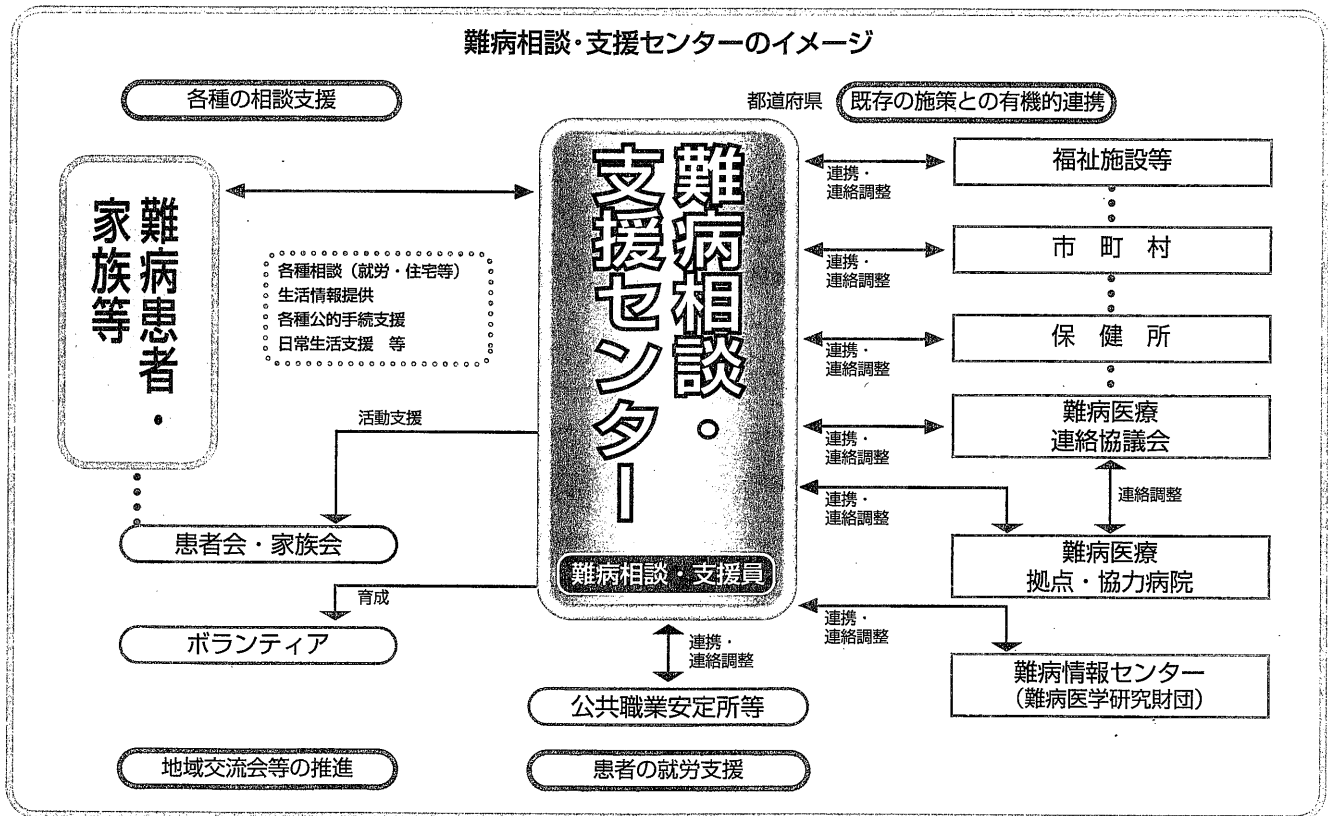 難病相談・支援センターのイメージ
各種の相談支援
都道府県
既存の施策との有機的連携
難病患者・
家族等
各種相談（就労・住宅等）
生活情報提供
各種公的手続支援
日常生活支援　等
活動支援
患者会・家族会
育成
ボランティア
地域交流会等の推進
難病相談・
支援センター
難病相談・支援員
連携・
連絡調整
公共職業安定所等
患者の就労支援
連携・
連絡調整
福祉施設等
連携・
連絡調整
市　町　村
連携・
連絡調整
保　健　所
連携・
連絡調整
難病医療
連絡協議会
連絡調整
連携・
連絡調整
難病医療
拠点・協力病院
連携・
連絡調整
難病情報センター
（難病医学研究財団）